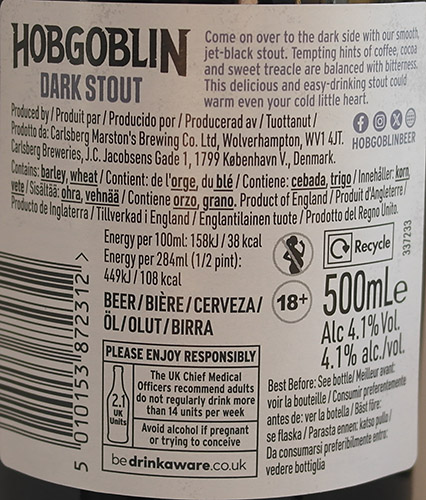 HOBGOBLIN
DARK STOUT
Come on over to the dark side with our smooth,
jet-black stout. Tempting hints of coffee, cocoa
and sweet treacle are balanced with bitterness.
This delicious and easy-drinking stout could
warm even your cold little heart.
Produced by / Produit par / Producido por / Producerad av / Tuottanut /
Prodotto da: Carlsberg Marston's Brewing Co. Ltd, Wolverhampton, WV1 4JT.
Carlsberg Breweries, J.C. Jacobsens Gade 1, 1799 København V., Denmark.
HOBGOBLINBEER
Contains: barley, wheat / Contient: de l'orge, du blé / Contiene: cebada, trigo / Innehåller: korn,
vete / Sisältää: ohra, vehnää / Contiene orzo, grano. Product of England / Produit d'Angleterre /
Producto de Inglaterra / Tillverkad i England / Englantilainen tuote / Prodotto del Regno Unito.
Energy per 100ml: 158kJ / 38 kcal
Energy per 284ml (1/2 pint):
449kJ / 108 kcal
BEER / BIÈRE / CERVEZA /
ÖL / OLUT / BIRRA
18+
Recycle
337233
500mLe
Alc 4.1% Vol.
4.1% alc./vol.
PLEASE ENJOY RESPONSIBLY
2.1
UK
Units
The UK Chief Medical
Officers recommend adults
do not regularly drink more
than 14 units per week
Avoid alcohol if pregnant
or trying to conceive
bedrinkaware.co.uk
Best Before: See bottle/ Meilleur avant:
voir la bouteille / Consumir preferentemente
antes de: ver la botella / Bäst före:
se flaska / Parasta ennen: katso pullo /
Da consumarsi preferibilmente entro:
vedere bottiglia
5 010153 872312 >